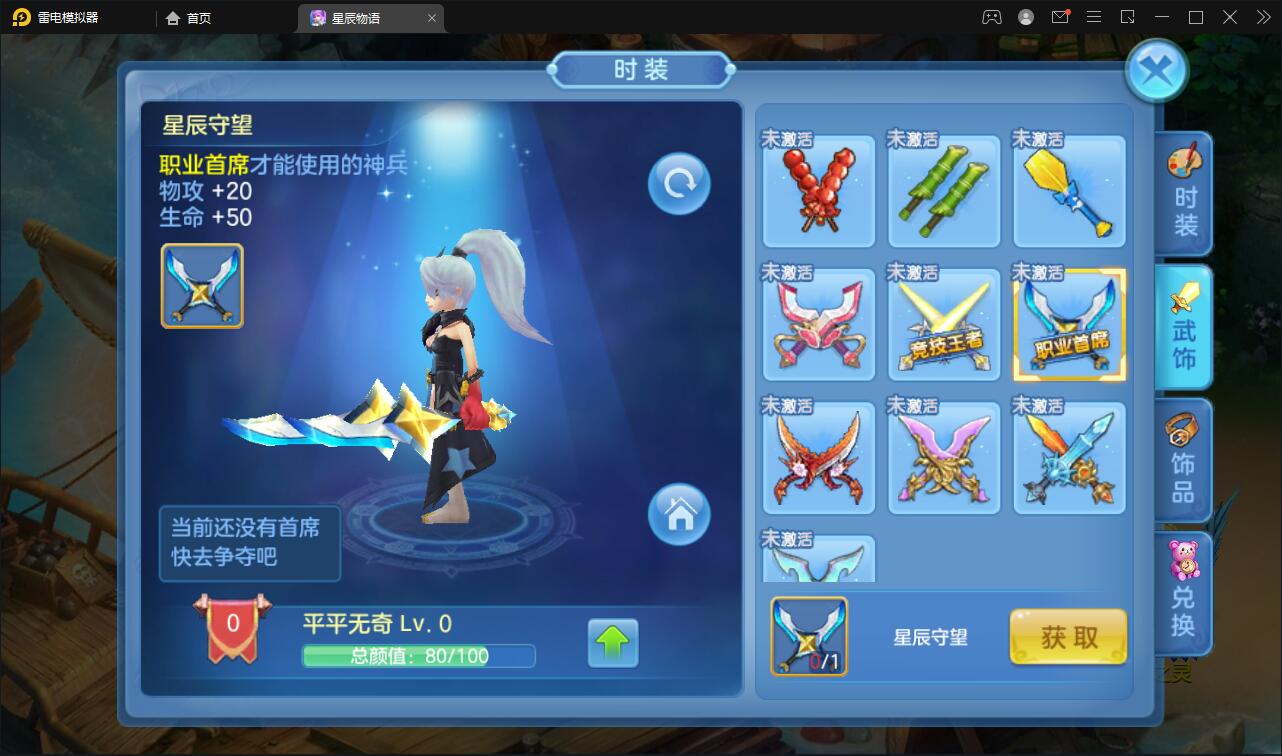 雷电模拟器
首页
星辰物语
时装
星辰守望
职业首席才能使用的神兵
物攻 +20
生命 +50
当前还没有首席
快去争夺吧
0
平平无奇 Lv. 0
总颜值: 80/100
未激活
未激活
未激活
未激活
未激活
竞技王者
未激活
职业首席
未激活
未激活
未激活
未激活
0/1
星辰守望
获取
时装
武饰
饰品
兑换
之灵